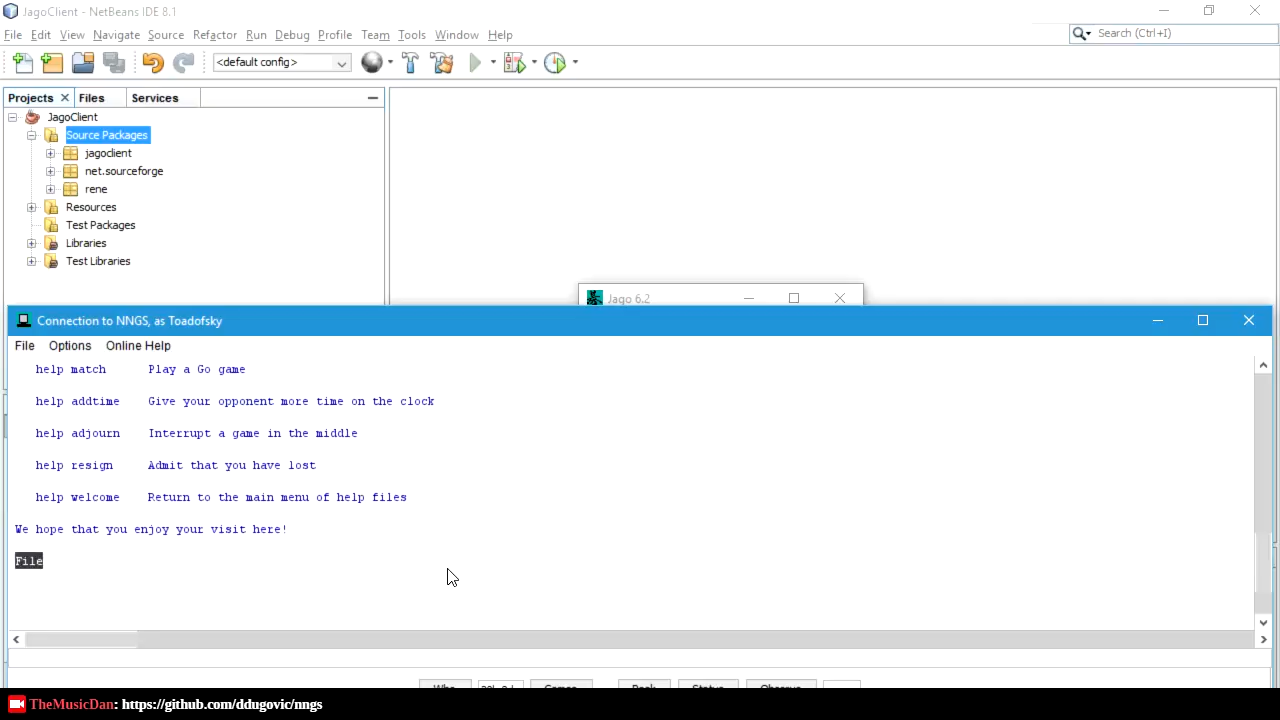 JagoClient - NetBeans IDE 8.1
File Edit View Navigate Source Refactor Run Debug Profile Team Tools Window Help
Search (Ctrl+I)
<default config>
Projects Files Services
JagoClient
Source Packages
jagoclient
net.sourceforge
rene
Resources
Test Packages
Libraries
Test Libraries
Jago 6.2
Connection to NNGS, as Toadofsky
File Options Online Help
help match Play a Go game
help addtime Give your opponent more time on the clock
help adjourn Interrupt a game in the middle
help resign Admit that you have lost
help welcome Return to the main menu of help files
We hope that you enjoy your visit here!
File
Who Games Peek Status Observe
TheMusicDan: https://github.com/ddugovic/nngs